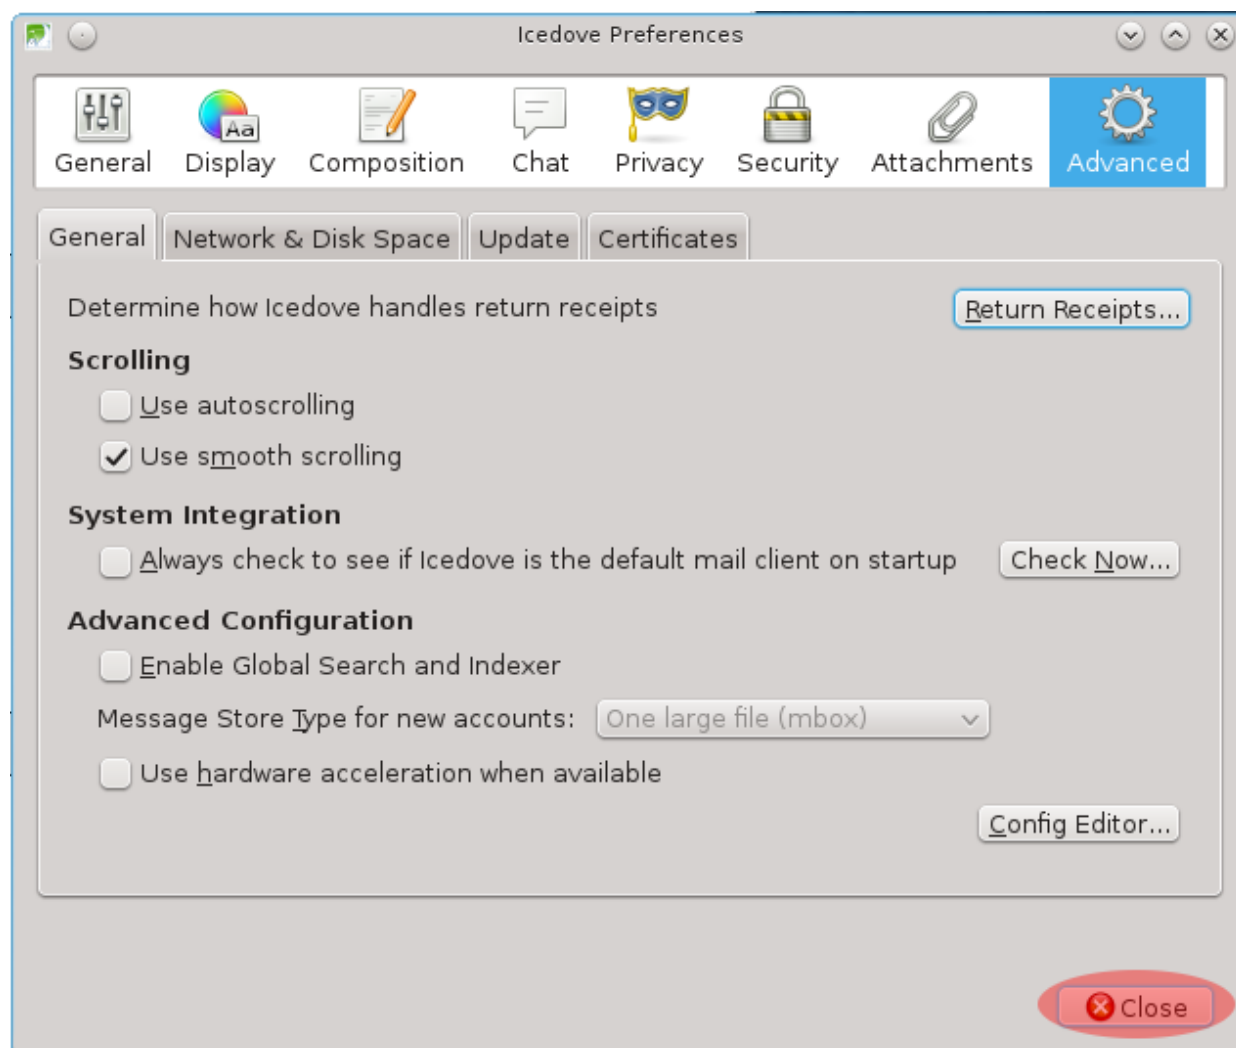 Icedove Preferences
General Display Composition Chat Privacy Security Attachments Advanced
Aa
General Network & Disk Space Update Certificates
Determine how Icedove handles return receipts Return Receipts...
Scrolling
Use autoscrolling
Use smooth scrolling
System Integration
Always check to see if Icedove is the default mail client on startup Check Now...
Advanced Configuration
Enable Global Search and Indexer
Message Store Type for new accounts: One large file (mbox)
Use hardware acceleration when available
Config Editor...
Close